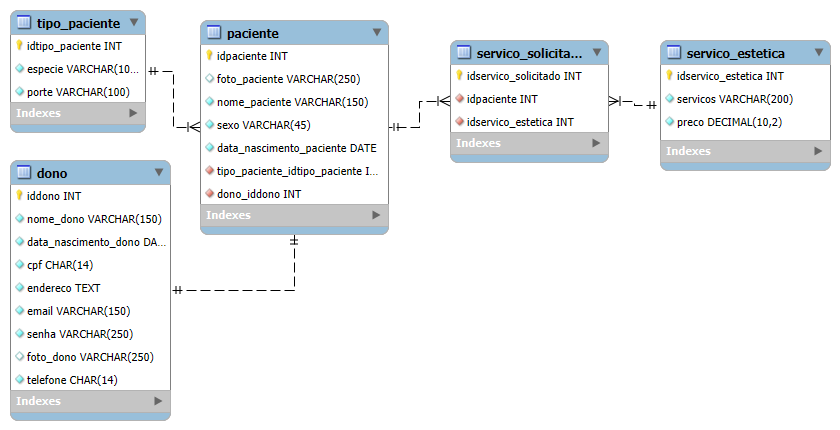 tipo_paciente
idtipo_paciente INT
especie VARCHAR(10...
porte VARCHAR(100)
Indexes
dono
iddono INT
nome_dono VARCHAR(150)
data_nascimento_dono DA...
cpf CHAR(14)
endereco TEXT
email VARCHAR(150)
senha VARCHAR(250)
foto_dono VARCHAR(250)
telefone CHAR(14)
Indexes
paciente
idpaciente INT
foto_paciente VARCHAR(250)
nome_paciente VARCHAR(150)
sexo VARCHAR(45)
data_nascimento_paciente DATE
tipo_paciente_idtipo_paciente I...
dono_iddono INT
Indexes
servico_solicita...
idservico_solicitado INT
idpaciente INT
idservico_estetica INT
Indexes
servico_estetica
idservico_estetica INT
servicos VARCHAR(200)
preco DECIMAL(10,2)
Indexes